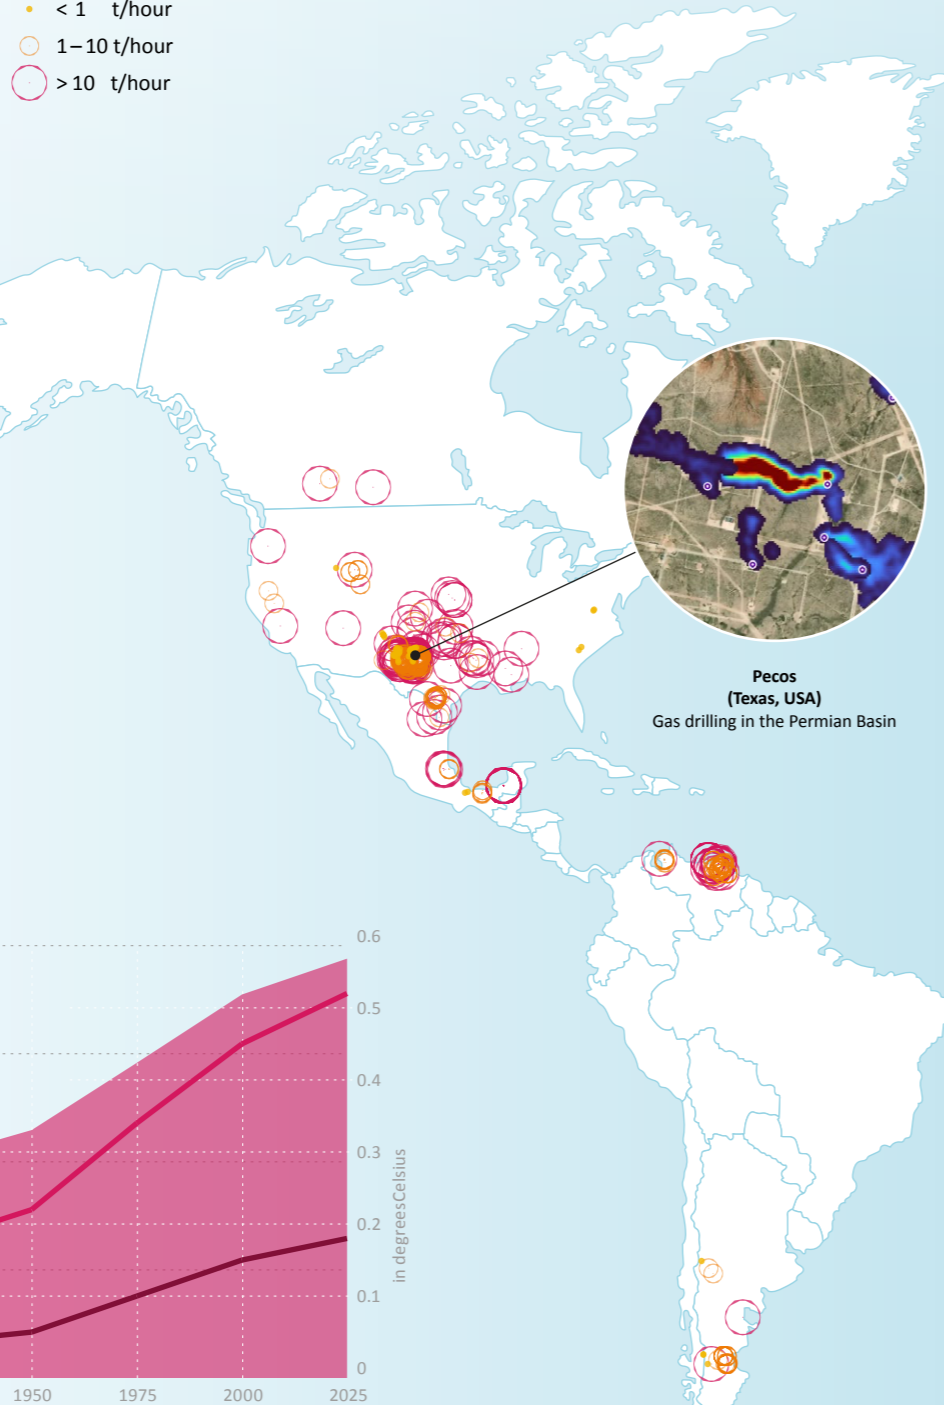 < 1 t/hour
1–10 t/hour
> 10 t/hour
Pecos
(Texas, USA)
Gas drilling in the Permian Basin
0.6
0.5
0.4
0.3
0.2
0.1
0
in degreesCelsius
1950 1975 2000 2025